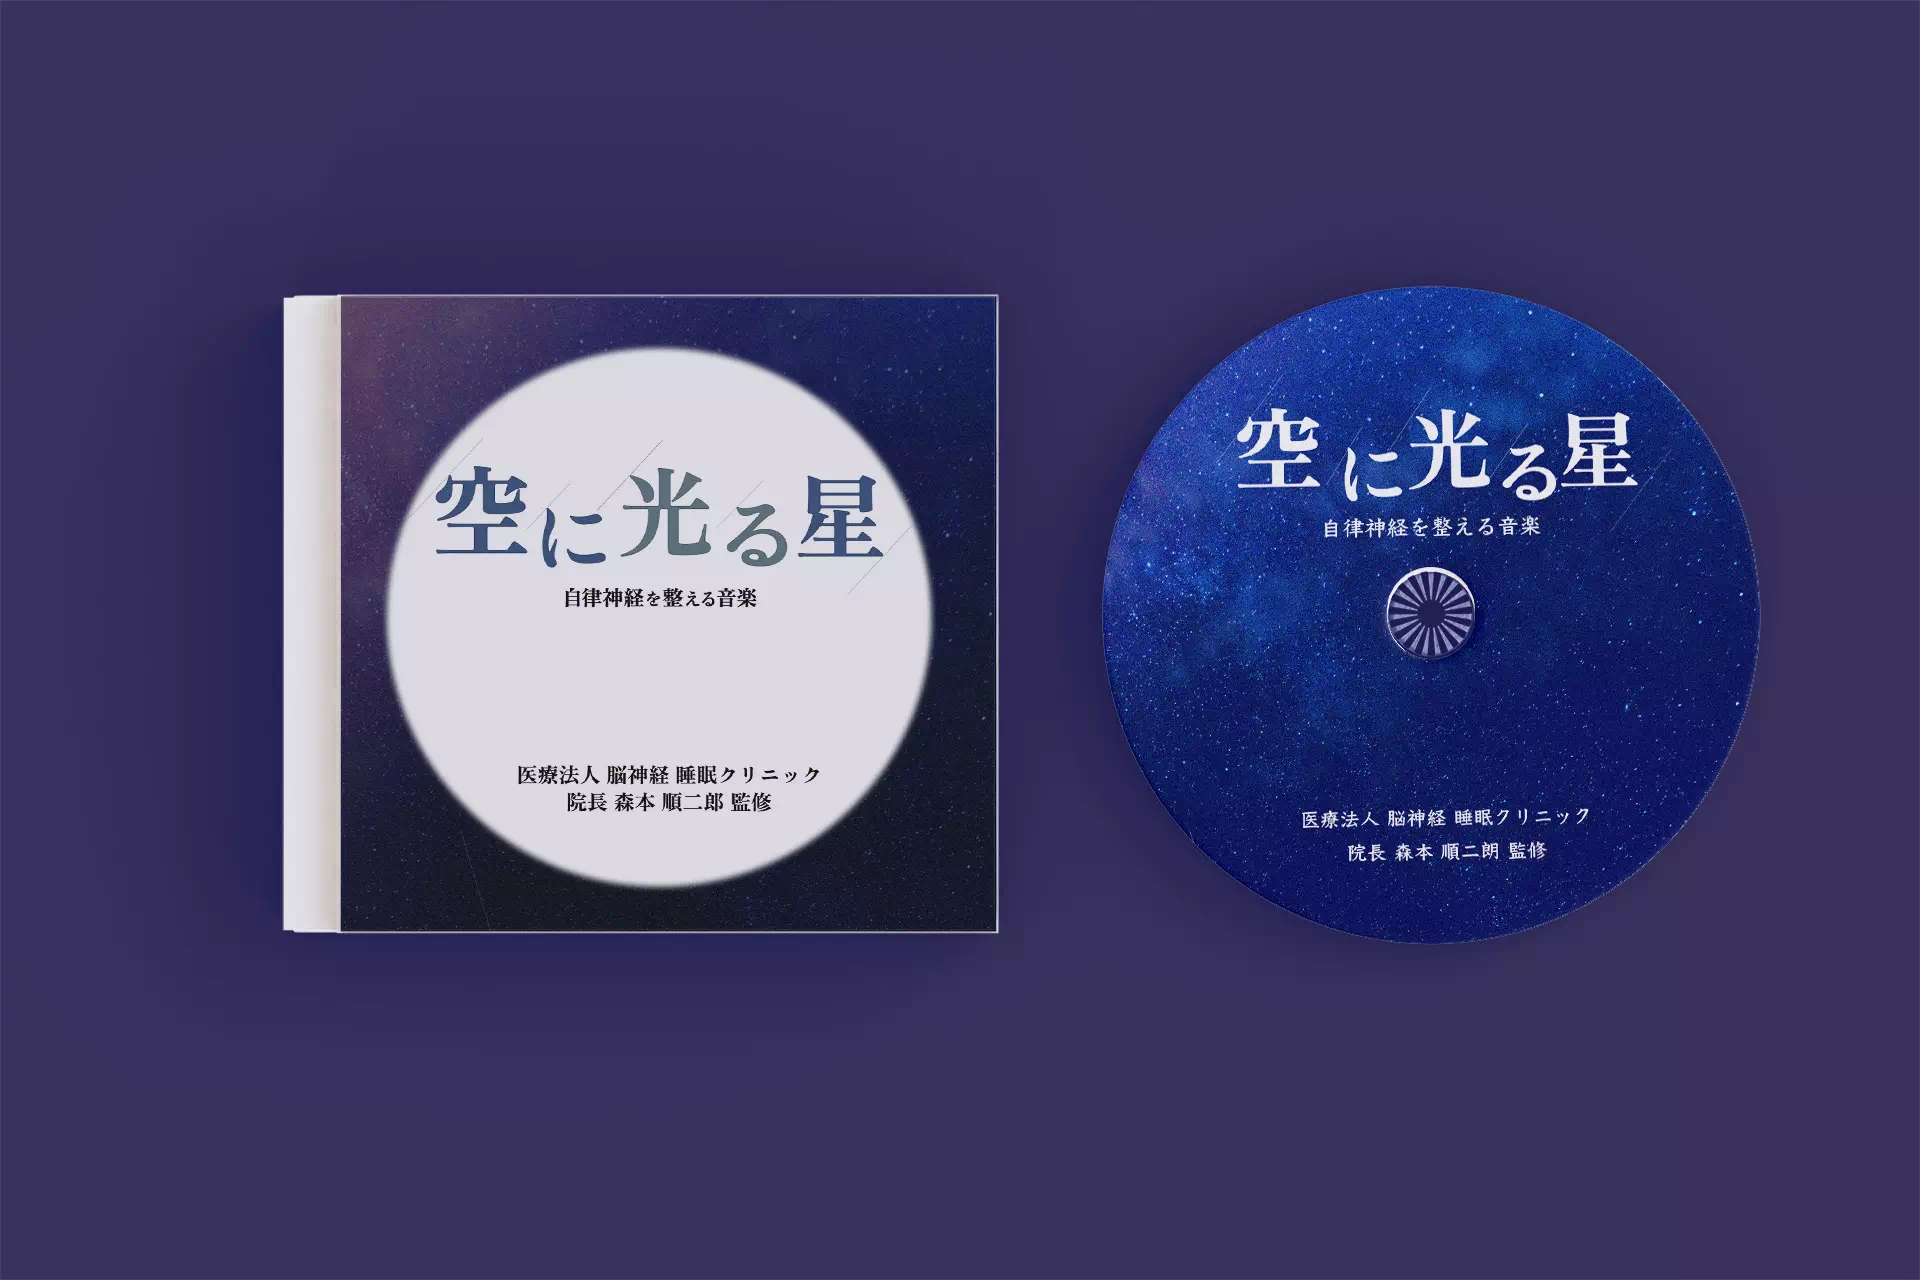 空に光る星
自律神経を整える音楽
医療法人 脳神経 睡眠クリニック
院長 森本 順二郎 監修
空に光る星
自律神経を整える音楽
医療法人 脳神経 睡眠クリニック
院長 森本 順二朗 監修